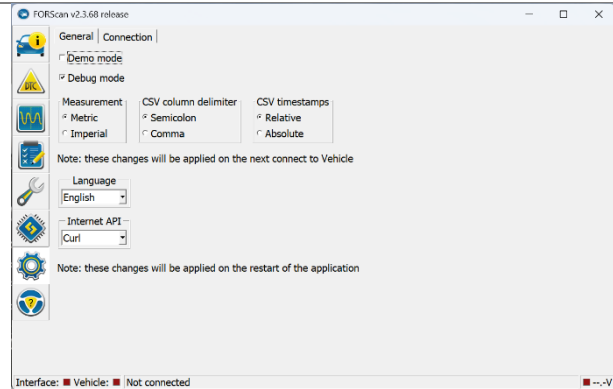 FORScan v2.3.68 release
General Connection
Demo mode
Debug mode
Measurement CSV column delimiter CSV timestamps
Metric Semicolon Relative
Imperial Comma Absolute
Note: these changes will be applied on the next connect to Vehicle
Language
English
Internet API
Curl
Note: these changes will be applied on the restart of the application
DTC
Interface: Vehicle: Not connected --.-V